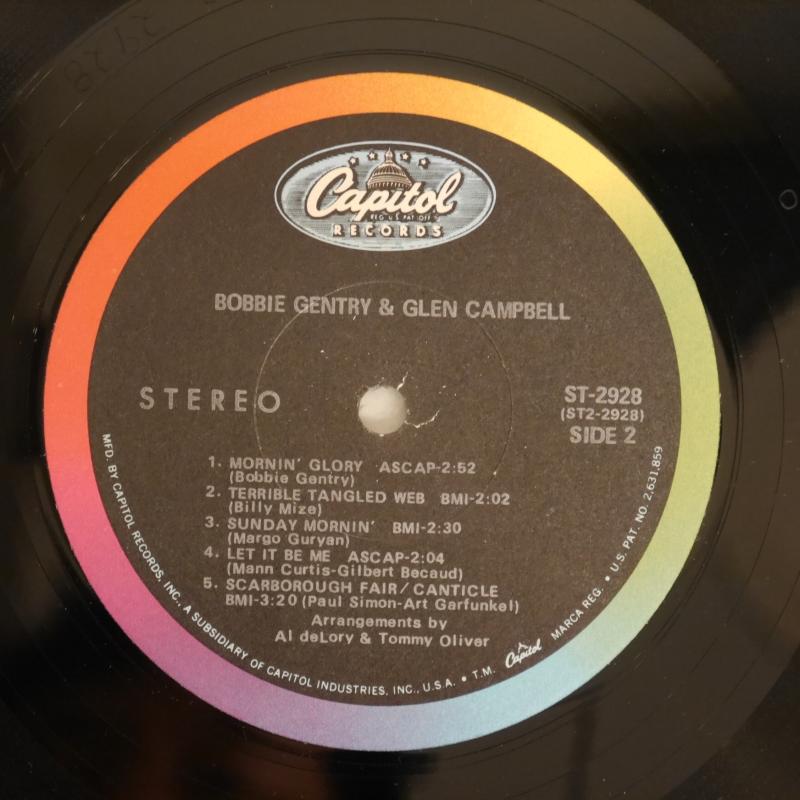 2928
Capitol
REG. U.S. PAT. OFF.
RECORDS
BOBBIE GENTRY & GLEN CAMPBELL
STEREO
ST-2928
(ST2-2928)
SIDE 2
1. MORNIN' GLORY ASCAP-2:52
(Bobbie Gentry)
2. TERRIBLE TANGLED WEB BMI-2:02
(Billy Mize)
3. SUNDAY MORNIN' BMI-2:30
(Margo Guryan)
4. LET IT BE ME ASCAP-2:04
(Mann Curtis-Gilbert Becaud)
5. SCARBOROUGH FAIR/CANTICLE
BMI-3:20 (Paul Simon-Art Garfunkel)
Arrangements by
Al deLory & Tommy Oliver
MFD. BY CAPITOL RECORDS, INC., A SUBSIDIARY OF CAPITOL INDUSTRIES, INC., U.S.A. • T.M. Capitol MARCA REG. • U.S. PAT. NO. 2,631,859